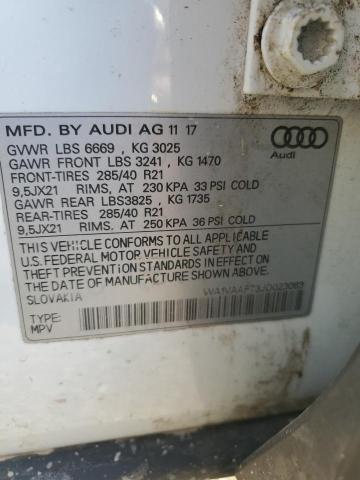 MFD. BY AUDI AG 11 17
GVWR LBS 6669 , KG 3025
GAWR FRONT LBS 3241 , KG 1470
FRONT-TIRES 285/40 R21
9,5JX21 RIMS, AT 230 KPA 33 PSI COLD
GAWR REAR LBS3825 , KG 1735
REAR-TIRES 285/40 R21
9,5JX21 RIMS, AT 250 KPA 36 PSI COLD
Audi
THIS VEHICLE CONFORMS TO ALL APPLICABLE
U.S. FEDERAL MOTOR VEHICLE SAFETY, BUMPER AND
THEFT PREVENTION STANDARDS IN EFFECT ON
THE DATE OF MANUFACTURE SHOWN ABOVE.
SLOVAKIA
TYPE:
MPV